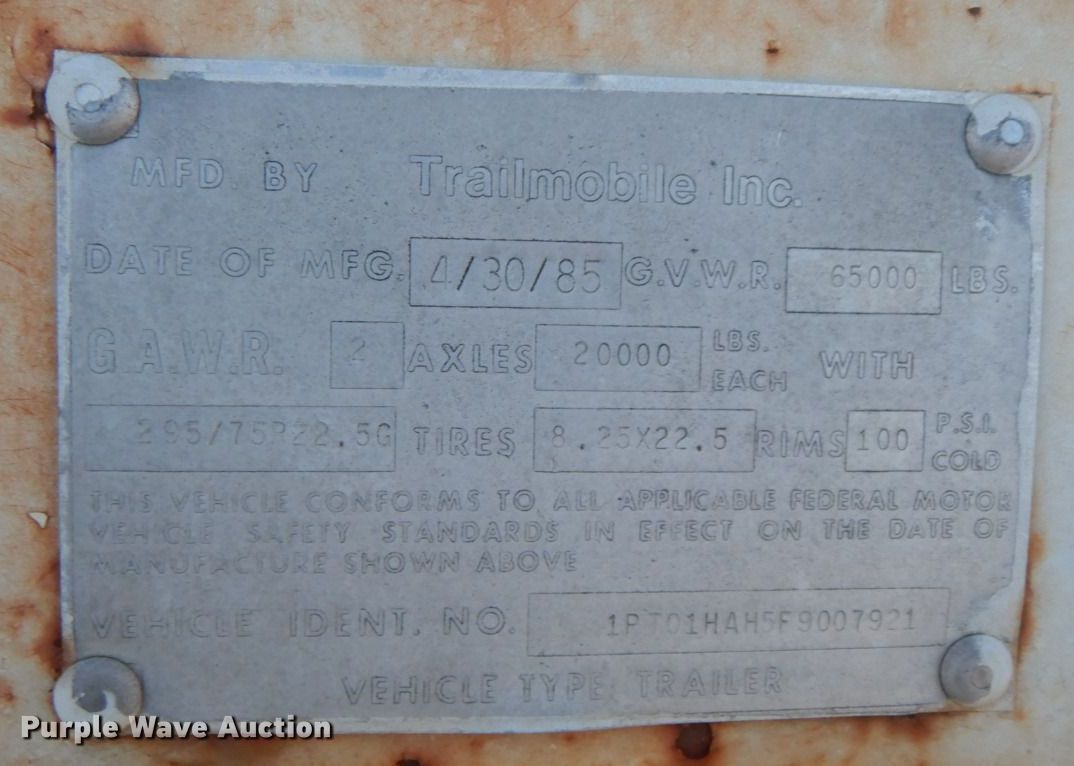 MFD. BY Trailmobile Inc.
DATE OF MFG. 4/30/85 G.V.W.R. 65000 LBS.
G.A.W.R. 2 AXLES 20000 LBS. EACH WITH
295/75R22.5G TIRES 8.25X22.5 RIMS 100 P.S.I. COLD
THIS VEHICLE CONFORMS TO ALL APPLICABLE FEDERAL MOTOR
VEHICLE SAFETY STANDARDS IN EFFECT ON THE DATE OF
MANUFACTURE SHOWN ABOVE
VEHICLE IDENT. NO. 1PT01HAH5F9007921
VEHICLE TYPE TRAILER
Purple Wave Auction